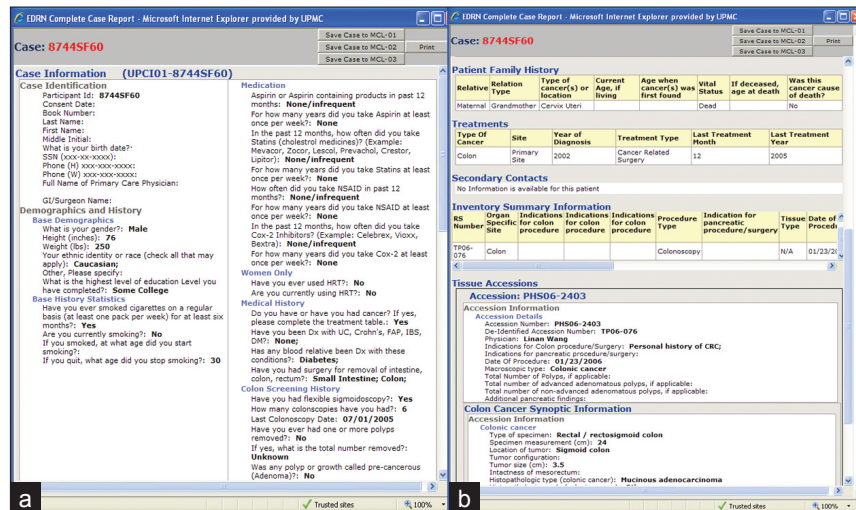 EDRN Complete Case Report - Microsoft Internet Explorer provided by UPMC
Case: 8744SF60
Save Case to MCL-01
Save Case to MCL-02
Print
Save Case to MCL-03
Case Information (UPCI01-8744SF60)
Case Identification
Participant Id: 8744SF60
Consent Date:
Book Number:
Last Name:
First Name:
Middle Initial:
What is your birth date?
SSN (xxx-xx-xxxx):
Phone (H) xxx-xxx-xxxx:
Phone (W) xxx-xxx-xxxx:
Full Name of Primary Care Physician:
GI/Surgeon Name:
Demographics and History
Base Demographics
What is your gender?: Male
Height (inches): 76
Weight (lbs): 250
Your ethnic identity or race (check all that
may
apply): Caucasian;
Other, Please specify:
What is the highest level of education Level you
have completed?: Some College
Base History Statistics
Have you ever smoked cigarettes on a regular
basis (at least one pack per week) for at least six
months?: Yes
Are you currently smoking?: No
If you smoked, at what age did you start
smoking?:
If you quit, what age did you stop smoking?: 30
Medication
Aspirin or Aspirin containing products in past 12
months: None/infrequent
For how many years did you take Aspirin at least
once per week?: None
In the past 12 months, how often did you take
Statins (cholestrol medicines)? (Example:
Mevacor, Zocor, Lescol, Prevachol, Crestor,
Lipitor): None/infrequent
For how many years did you take Statins at least
once per week?: None
How often did you take NSAID in past 12
months?: None/infrequent
For how many years did you take NSAID at least
once per week?: None
In the past 12 months, how often did you take
Cox-2 Inhibitors? (Example: Celebrex, Vioxx,
Bextra): None/infrequent
For how many years did you take Cox-2 at least
once per week?: None
Women Only
Have you ever used HRT?: No
Are you currently using HRT?: No
Medical History
Do you have or have you had cancer? If yes,
please complete the treatment table.: Yes
Have you been Dx with UC, Crohn's, FAP, IBS,
DM?: None;
Has any blood relative been Dx with these
conditions?: Diabetes;
Have you had surgery for removal of intestine,
colon, rectum?: Small Intestine; Colon;
Colon Screening History
Have you had flexible sigmoidoscopy?: Yes
How many colonscopies have you had?: 6
Last Colonoscopy Date: 07/01/2005
Have you ever had one or more polyps
removed?: No
If yes, what is the total number removed?:
Unknown
Was any polyp or growth called pre-cancerous
(Adenoma)?: No
a
Trusted sites
100%
EDRN Complete Case Report - Microsoft Internet Explorer provided by UPMC
Case: 8744SF60
Save Case to MCL-01
Save Case to MCL-02
Print
Save Case to MCL-03
Patient Family History
Relative Relation Type Type of cancer(s) or location Current Age, if living Age when cancer(s) was first found Vital Status If deceased, age at death Was this cancer cause of death?
Maternal Grandmother Cervix Uteri Dead No
Treatments
Type Of Cancer Site Year of Diagnosis Treatment Type Last Treatment Month Last Treatment Year
Colon Primary Site 2002 Cancer Related Surgery 12 2005
Secondary Contacts
No Information is available for this patient
Inventory Summary Information
RS Number Organ Specific Site Indications for colon procedure Indications for colon procedure Indications for colon procedure Procedure Type Indication for pancreatic procedure/surgery Tissue Type Date of
TP06-076 Colon Colonoscopy N/A
Tissue Accessions
Accession: PHS06-2403
Accession Information
Accession Details
Accession Number: PHS06-2403
De-Identified Accession Number: TP06-076
Physician: Linan Wang
Indications for Colon procedure/Surgery: Personal history of CRC;
Indications for pancreatic procedure/surgery:
Date Of Procedure: 01/23/2006
Macroscopic type: Colonic cancer
Total Number of Polyps, if applicable:
Total number of advanced adenomatous polyps, if applicable:
Total number of non-advanced adenomatous polyps, if applicable:
Additional pancreatic findings:
Colon Cancer Synoptic Information
Accession Information
Colonic cancer
Type of specimen: Rectal / rectosigmoid colon
Specimen measurement (cm): 24
Location of tumor: Sigmoid colon
Tumor configuration:
Tumor size (cm): 3.5
Intactness of mesorectum:
Histopathologic type (colonic cancer): Mucinous adenocarcinoma
b
Trusted sites
100%